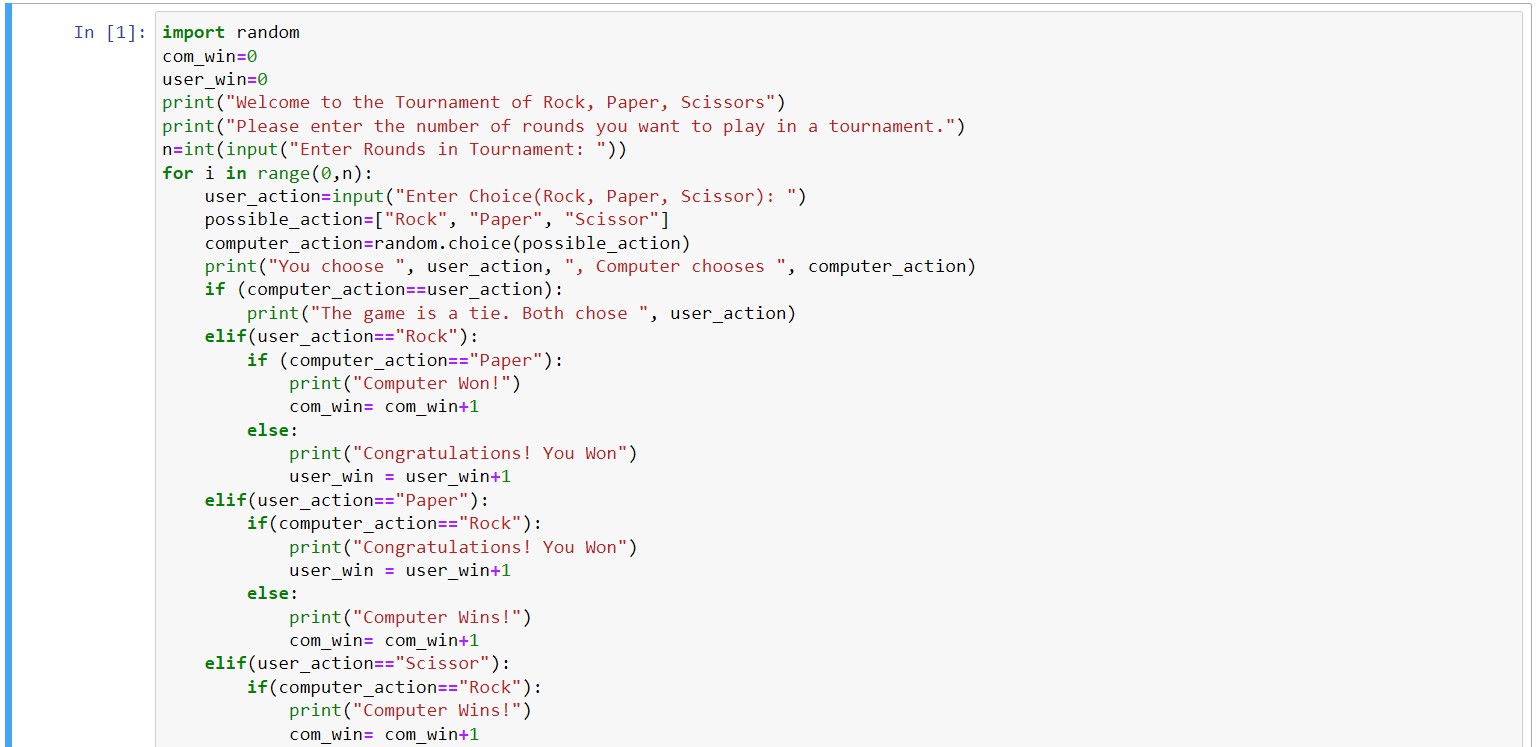 In [1]:
import random
com_win=0
user_win=0
print("Welcome to the Tournament of Rock, Paper, Scissors")
print("Please enter the number of rounds you want to play in a tournament.")
n=int(input("Enter Rounds in Tournament: "))
for i in range(0,n):
    user_action=input("Enter Choice(Rock, Paper, Scissor): ")
    possible_action=["Rock", "Paper", "Scissor"]
    computer_action=random.choice(possible_action)
    print("You choose ", user_action, ", Computer chooses ", computer_action)
    if (computer_action==user_action):
        print("The game is a tie. Both chose ", user_action)
    elif(user_action=="Rock"):
        if (computer_action=="Paper"):
            print("Computer Won!")
            com_win= com_win+1
        else:
            print("Congratulations! You Won")
            user_win = user_win+1
    elif(user_action=="Paper"):
        if(computer_action=="Rock"):
            print("Congratulations! You Won")
            user_win = user_win+1
        else:
            print("Computer Wins!")
            com_win= com_win+1
    elif(user_action=="Scissor"):
        if(computer_action=="Rock"):
            print("Computer Wins!")
            com_win= com_win+1